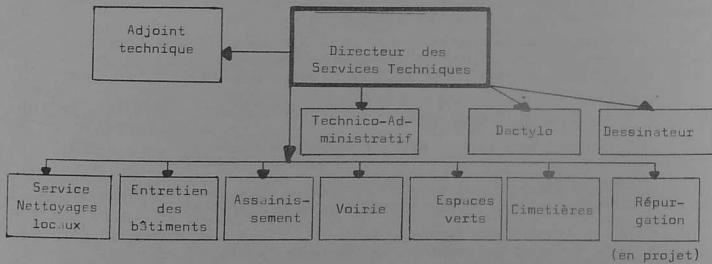 Adjoint
technique
Directeur des
Services Techniques
Technico-Ad-
ministratif
Dactylo
Dessinateur
Service
Nettoyages
locaux
Entretien
des
bâtiments
Assainis-
sement
Voirie
Espaces
verts
Cimetières
Répur-
gation
(en projet)